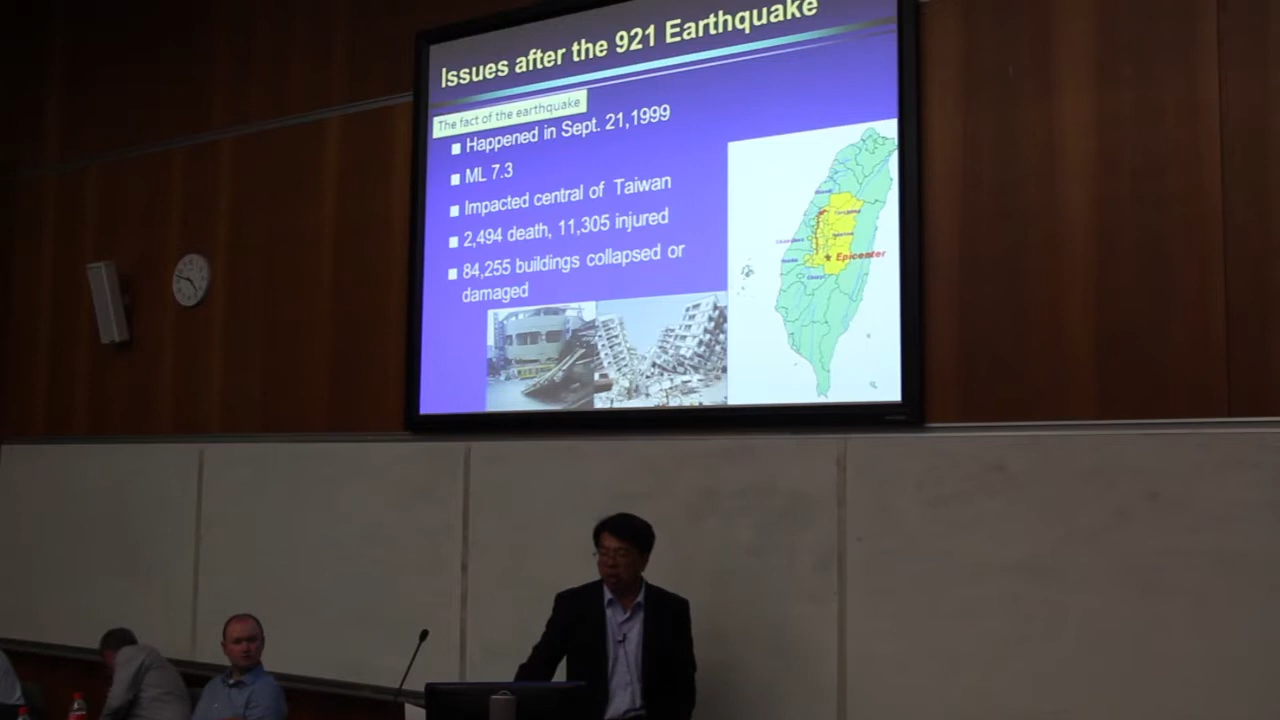 Issues after the 921 Earthquake
The fact of the earthquake
Happened in Sept. 21,1999
ML 7.3
Impacted central of Taiwan
2,494 death, 11,305 injured
84,255 buildings collapsed or
damaged
Epicenter